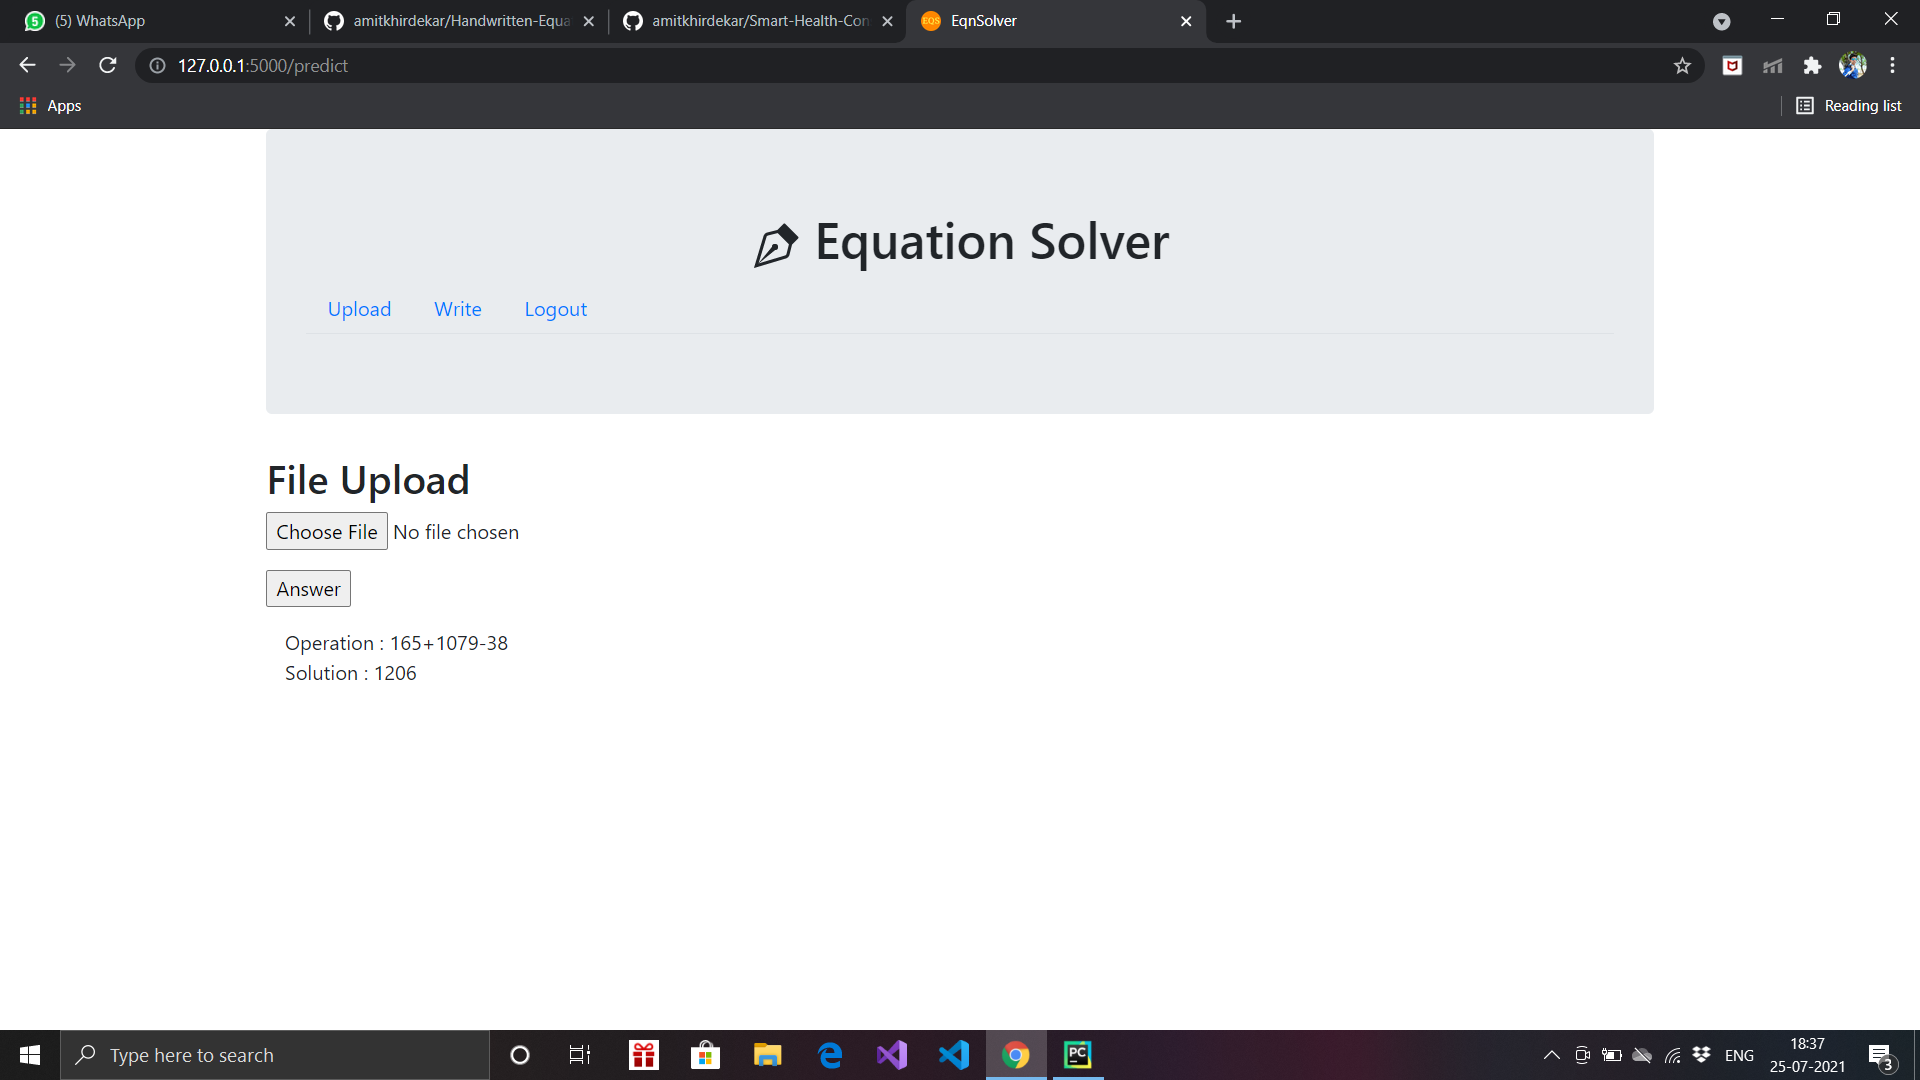 (5) WhatsApp
amitkhirdekar/Handwritten-Equa
amitkhirdekar/Smart-Health-Con
EQS
EqnSolver
127.0.0.1:5000/predict
Apps
Reading list
Equation Solver
Upload Write Logout
File Upload
Choose File No file chosen
Answer
Operation : 165+1079-38
Solution : 1206
Type here to search
PC
ENG
18:37
25-07-2021
3